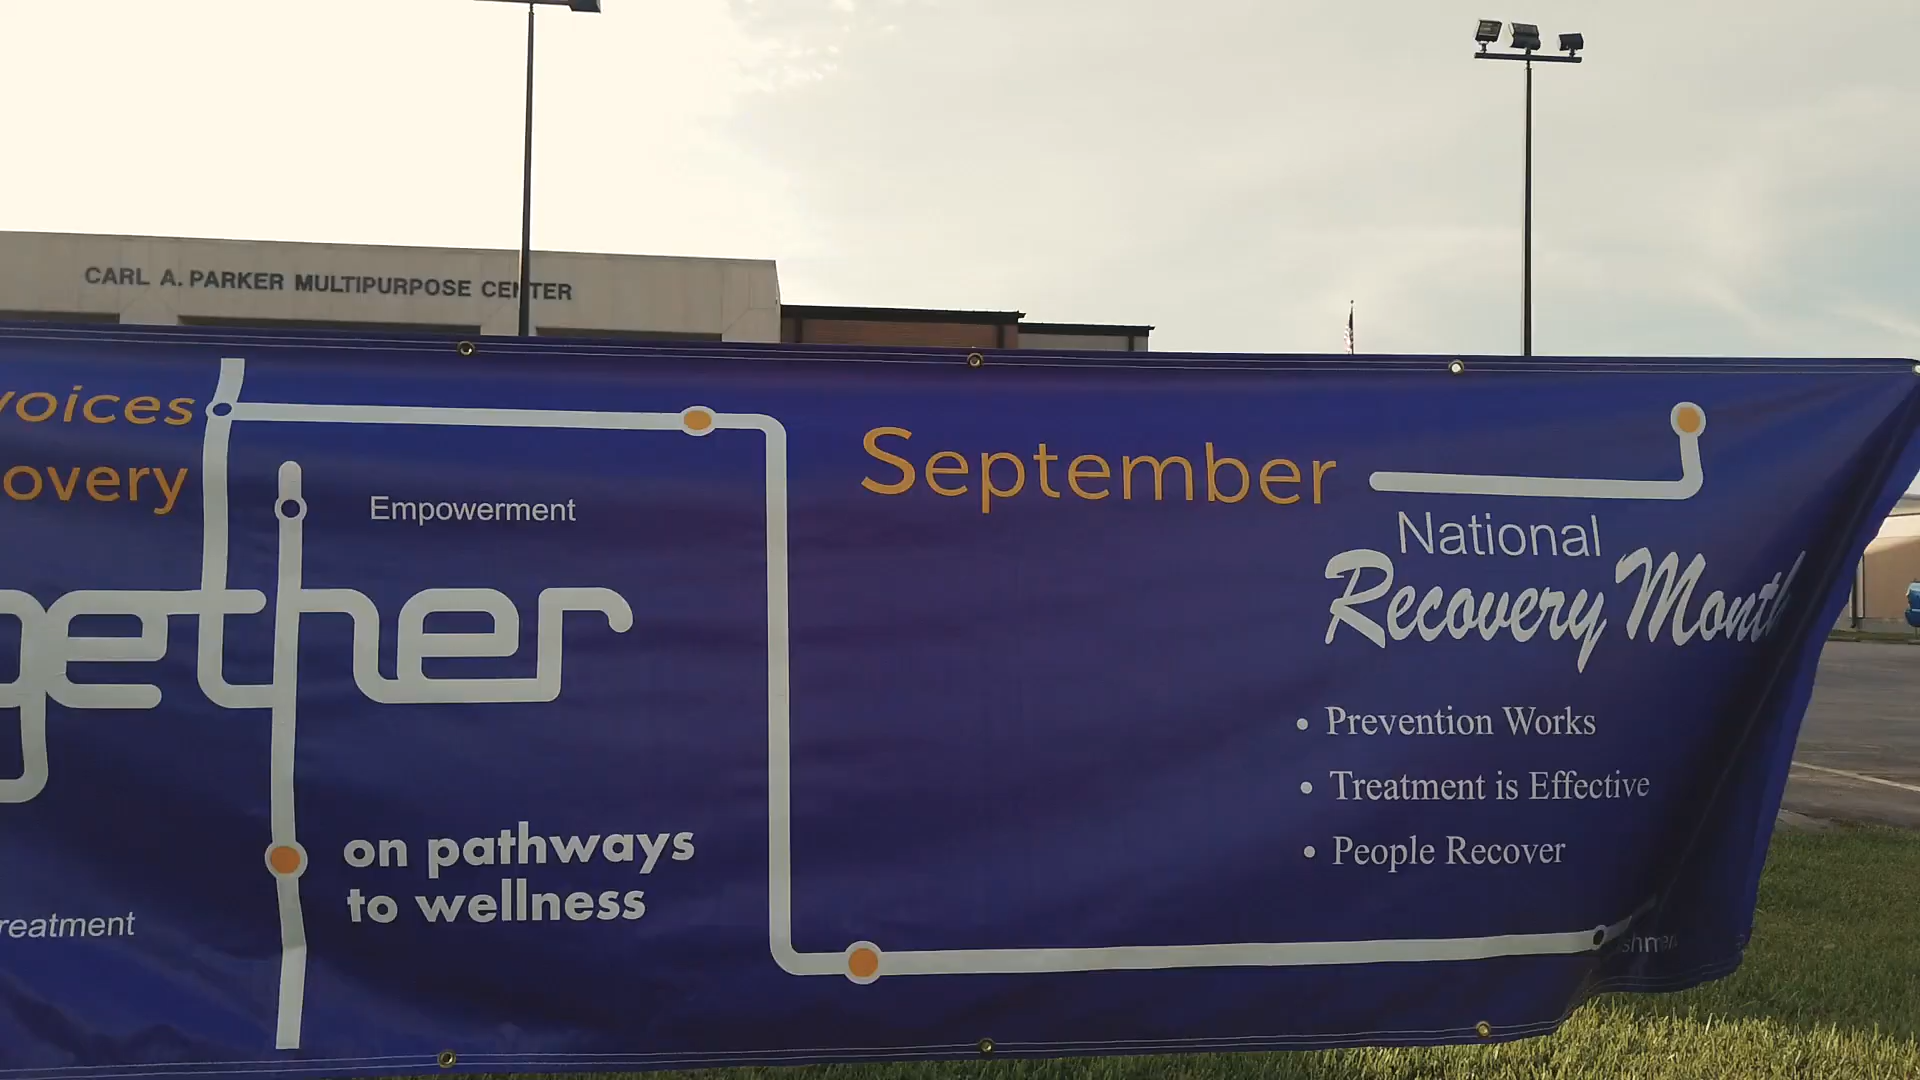 CARL A. PARKER MULTIPURPOSE CENTER
voices
overy
Empowerment
gether
on pathways
to wellness
reatment
September
National
Recovery Month
• Prevention Works
• Treatment is Effective
• People Recover